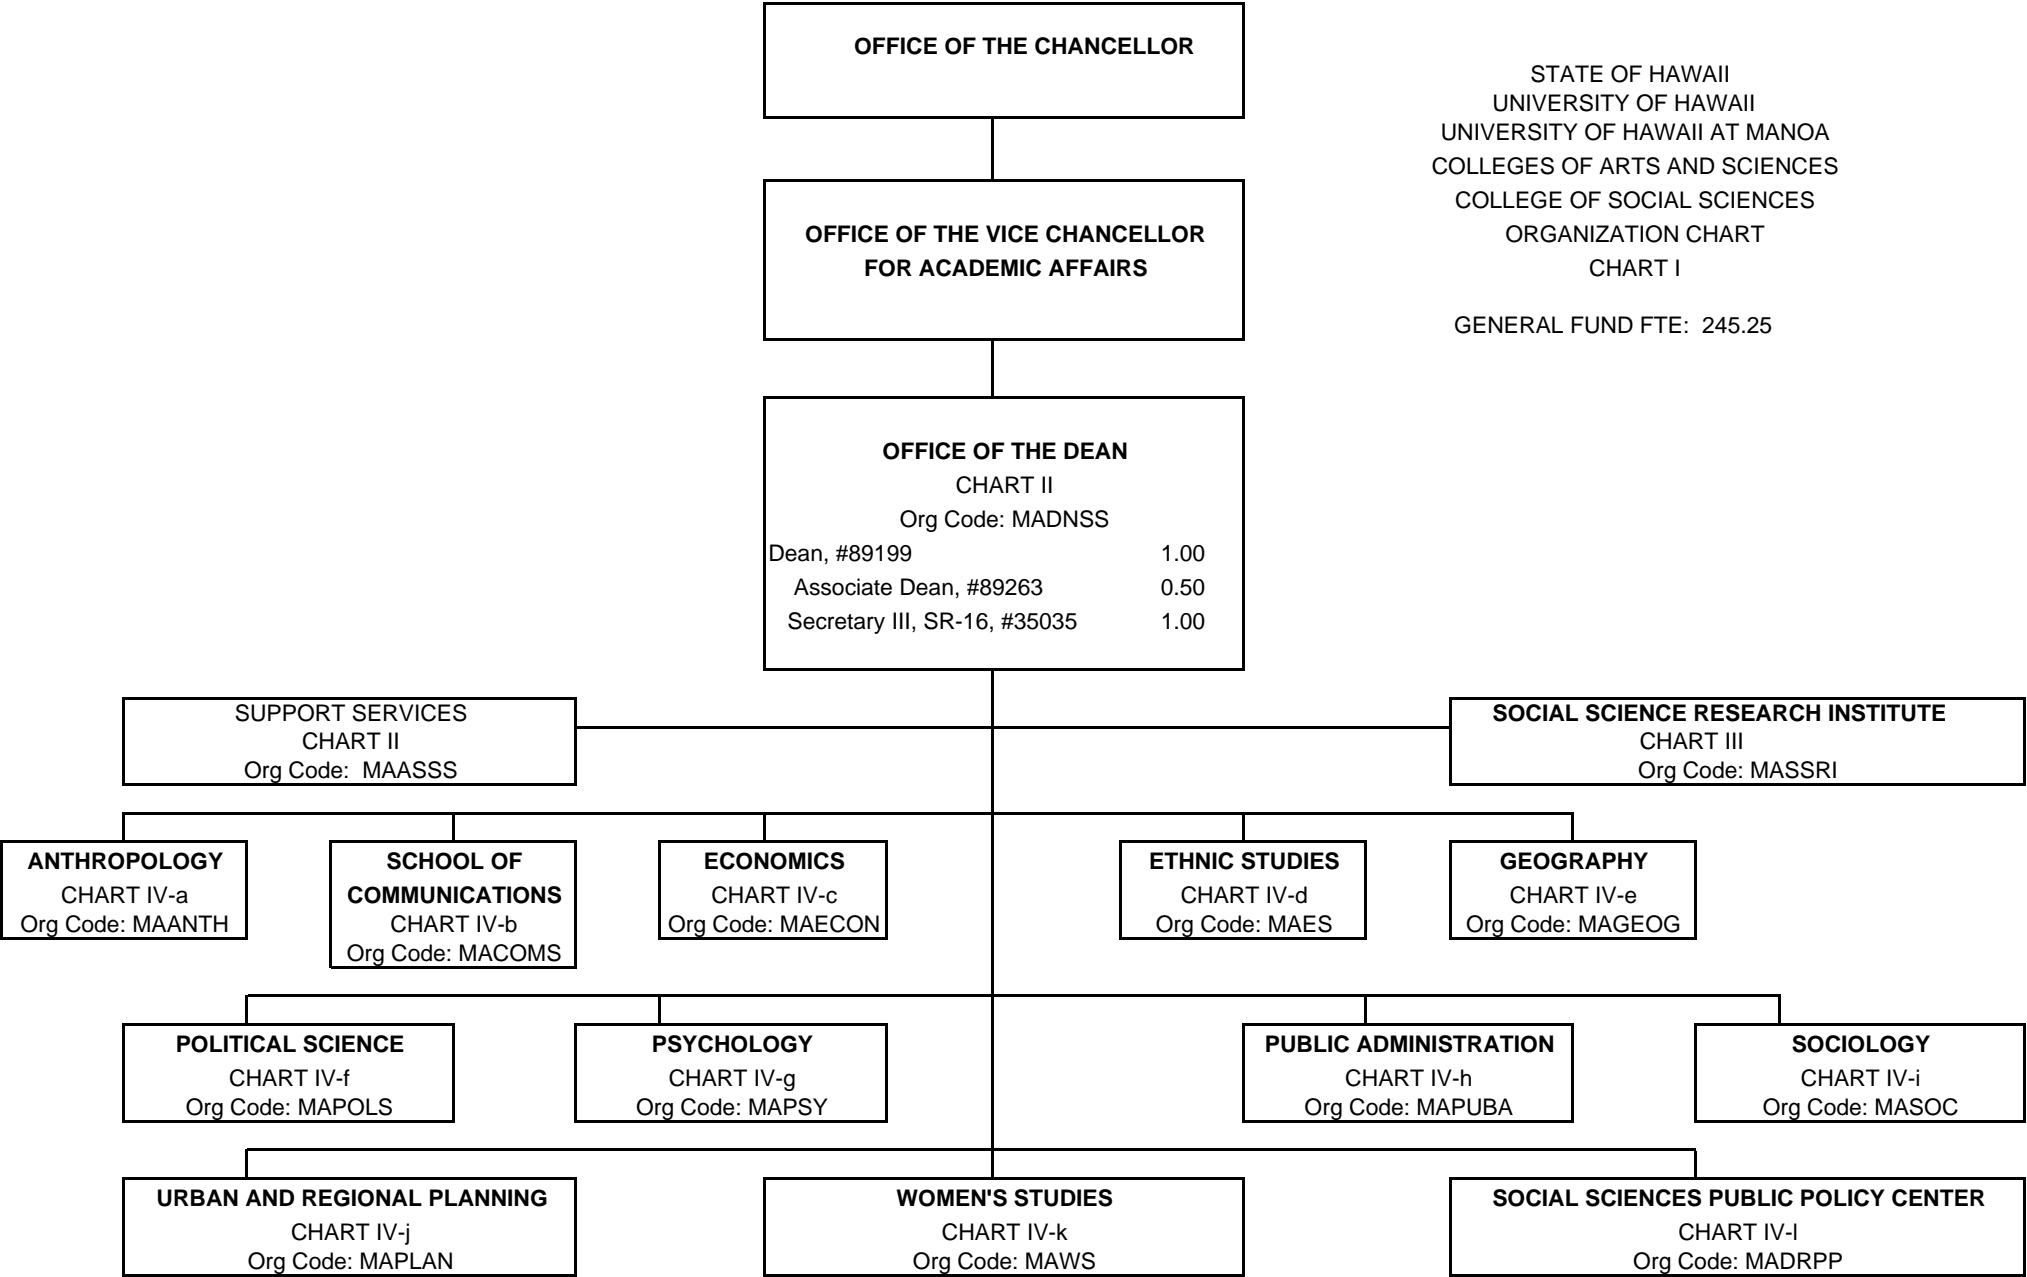 OFFICE OF THE CHANCELLOR
STATE OF HAWAII
UNIVERSITY OF HAWAII
UNIVERSITY OF HAWAII AT MANOA
COLLEGES OF ARTS AND SCIENCES
COLLEGE OF SOCIAL SCIENCES
ORGANIZATION CHART
CHART I
GENERAL FUND FTE:  245.25
OFFICE OF THE VICE CHANCELLOR
FOR ACADEMIC AFFAIRS
OFFICE OF THE DEAN
CHART II
Org Code: MADNSS
Dean, #89199 1.00
Associate Dean, #89263 0.50
Secretary III, SR-16, #35035 1.00
SUPPORT SERVICES
CHART II
Org Code:  MAASSS
SOCIAL SCIENCE RESEARCH INSTITUTE
CHART III
Org Code: MASSRI
ANTHROPOLOGY
CHART IV-a
Org Code: MAANTH
SCHOOL OF
COMMUNICATIONS
CHART IV-b
Org Code: MACOMS
ECONOMICS
CHART IV-c
Org Code: MAECON
ETHNIC STUDIES
CHART IV-d
Org Code: MAES
GEOGRAPHY
CHART IV-e
Org Code: MAGEOG
POLITICAL SCIENCE
CHART IV-f
Org Code: MAPOLS
PSYCHOLOGY
CHART IV-g
Org Code: MAPSY
PUBLIC ADMINISTRATION
CHART IV-h
Org Code: MAPUBA
SOCIOLOGY
CHART IV-i
Org Code: MASOC
URBAN AND REGIONAL PLANNING
CHART IV-j
Org Code: MAPLAN
WOMEN'S STUDIES
CHART IV-k
Org Code: MAWS
SOCIAL SCIENCES PUBLIC POLICY CENTER
CHART IV-l
Org Code: MADRPP